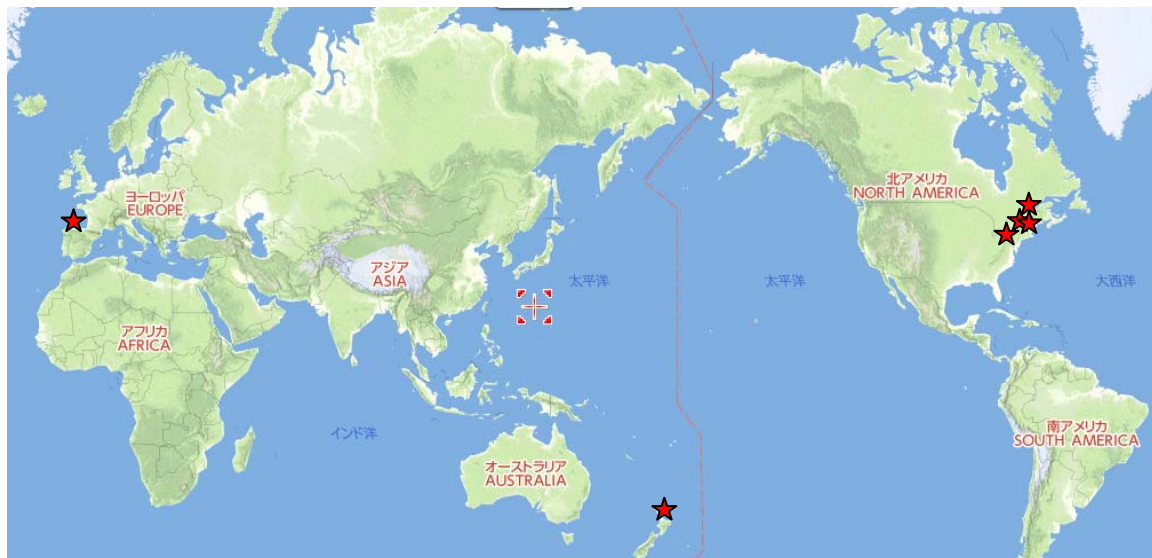 ヨーロッパ
EUROPE
北アメリカ
NORTH AMERICA
アジア
ASIA
太平洋
太平洋
大西洋
アフリカ
AFRICA
インド洋
南アメリカ
SOUTH AMERICA
オーストラリア
AUSTRALIA